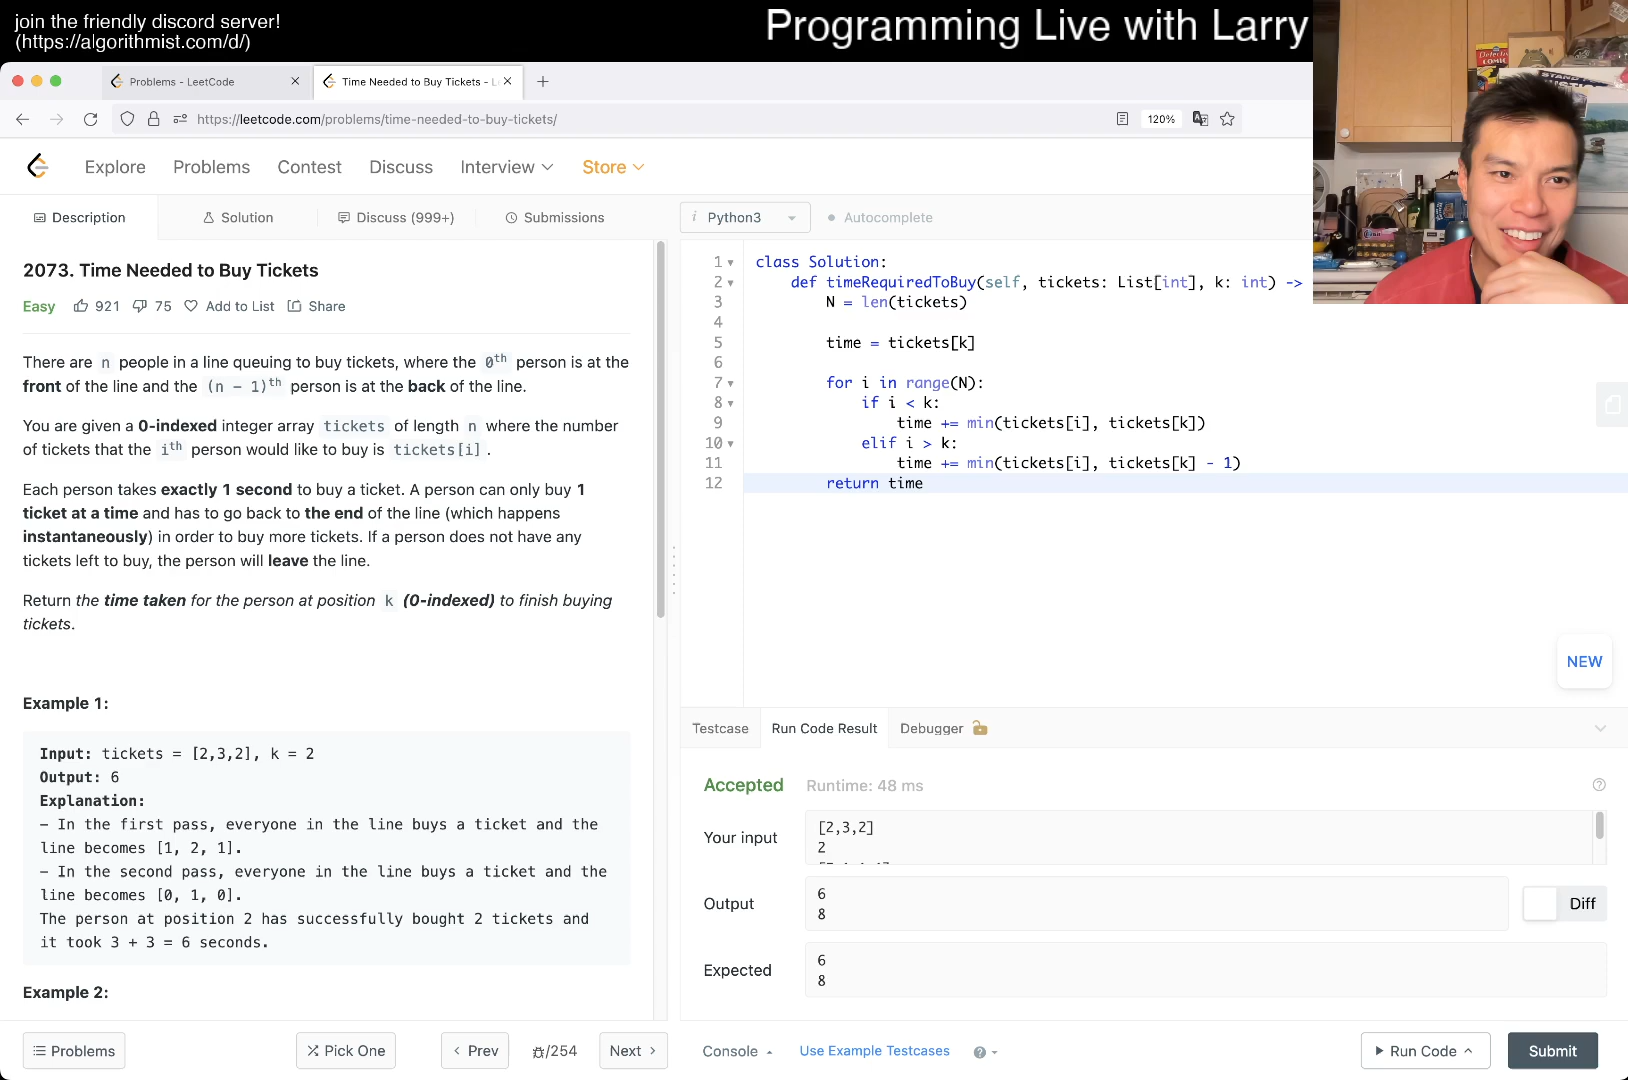 join the friendly discord server!
(https://algorithmist.com/d/)
Programming Live with Larry
Problems - LeetCode
Time Needed to Buy Tickets - L
https://leetcode.com/problems/time-needed-to-buy-tickets/
120%
Explore
Problems
Contest
Discuss
Interview
Store
Description
Solution
Discuss (999+)
Submissions
i Python3
Autocomplete
2073. Time Needed to Buy Tickets
Easy 921 75 Add to List Share
There are n people in a line queuing to buy tickets, where the 0th person is at the
front of the line and the (n - 1)th person is at the back of the line.
You are given a 0-indexed integer array tickets of length n where the number
of tickets that the ith person would like to buy is tickets[i] .
Each person takes exactly 1 second to buy a ticket. A person can only buy 1
ticket at a time and has to go back to the end of the line (which happens
instantaneously) in order to buy more tickets. If a person does not have any
tickets left to buy, the person will leave the line.
Return the time taken for the person at position k (0-indexed) to finish buying
tickets.
Example 1:
Input: tickets = [2,3,2], k = 2
Output: 6
Explanation:
- In the first pass, everyone in the line buys a ticket and the
line becomes [1, 2, 1].
- In the second pass, everyone in the line buys a ticket and the
line becomes [0, 1, 0].
The person at position 2 has successfully bought 2 tickets and
it took 3 + 3 = 6 seconds.
Example 2:
1 class Solution:
2 def timeRequiredToBuy(self, tickets: List[int], k: int) ->
3 N = len(tickets)
4
5 time = tickets[k]
6
7 for i in range(N):
8 if i < k:
9 time += min(tickets[i], tickets[k])
10 elif i > k:
11 time += min(tickets[i], tickets[k] - 1)
12 return time
NEW
Testcase
Run Code Result
Debugger
Accepted Runtime: 48 ms
Your input
[2,3,2]
2
Output
6
8
Diff
Expected
6
8
Problems
Pick One
Prev
/254
Next
Console
Use Example Testcases
Run Code
Submit